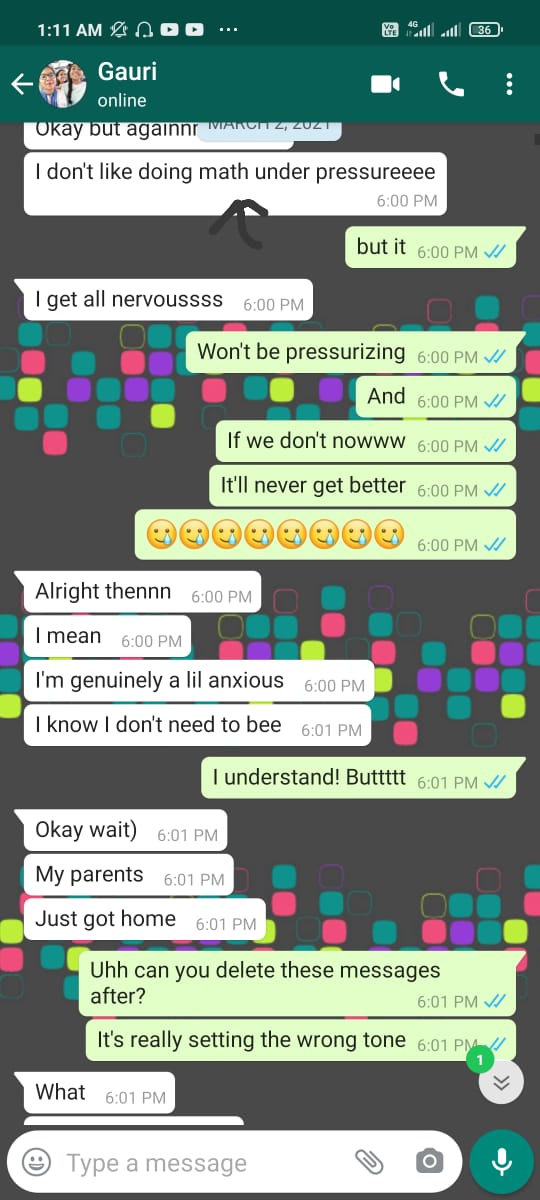 1:11 AM
Vo LTE 4G 36
Gauri
online
Okay but againnr
MARCH 2, 2021
I don't like doing math under pressureeee
6:00 PM
but it 6:00 PM
I get all nervoussss 6:00 PM
Won't be pressurizing 6:00 PM
And 6:00 PM
If we don't nowww 6:00 PM
It'll never get better 6:00 PM
🥲🥲🥲🥲🥲🥲🥲🥲 6:00 PM
Alright thennn 6:00 PM
I mean 6:00 PM
I'm genuinely a lil anxious 6:00 PM
I know I don't need to bee 6:01 PM
I understand! Buttttt 6:01 PM
Okay wait) 6:01 PM
My parents 6:01 PM
Just got home 6:01 PM
Uhh can you delete these messages
after? 6:01 PM
It's really setting the wrong tone 6:01 PM
1
What 6:01 PM
Type a message